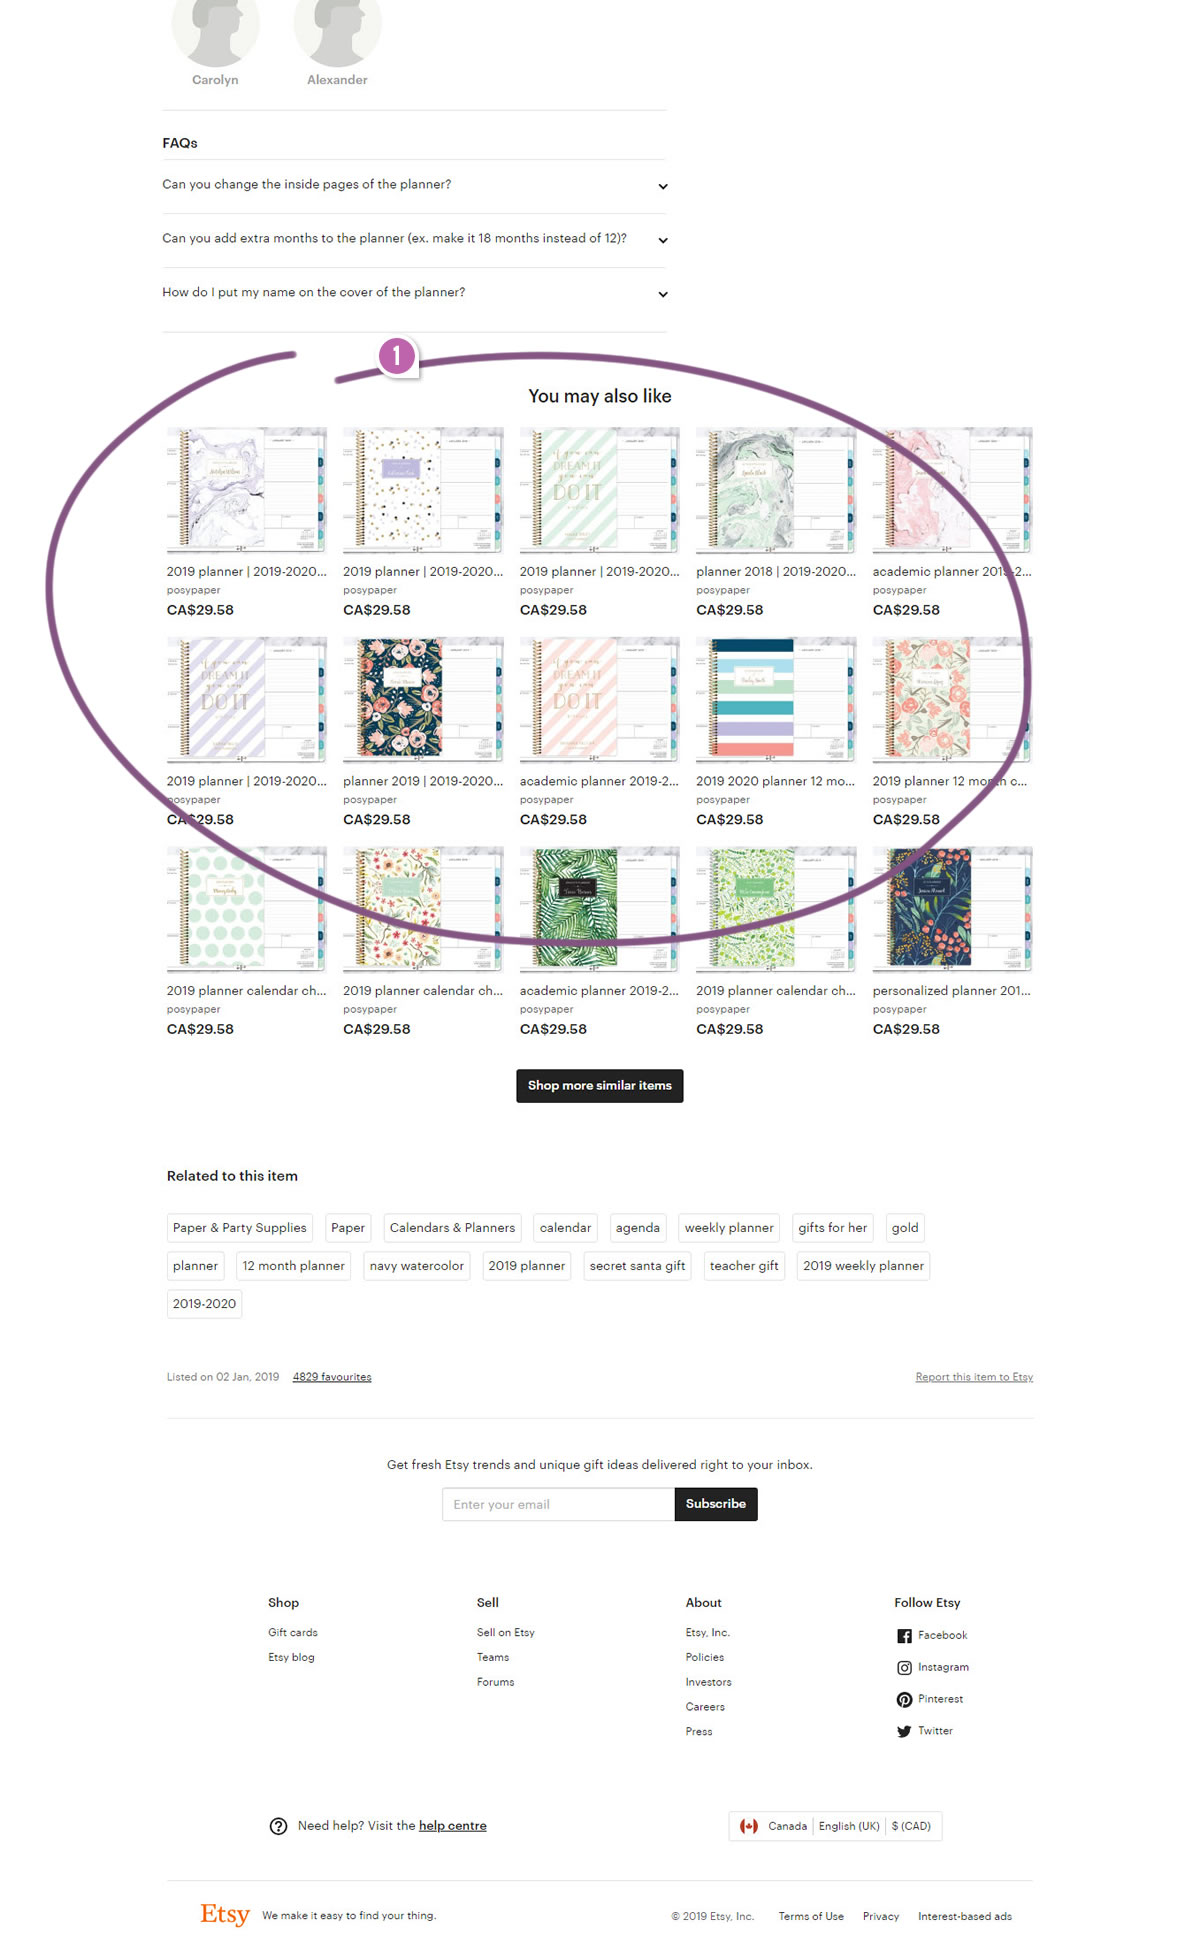 Carolyn Alexander
FAQs
Can you change the inside pages of the planner?
Can you add extra months to the planner (ex. make it 18 months instead of 12)?
How do I put my name on the cover of the planner?
1
You may also like
DREAM IT DO IT
2019 planner | 2019-2020... 2019 planner | 2019-2020... 2019 planner | 2019-2020... planner 2018 | 2019-2020... academic planner 2019-2...
posypaper posypaper posypaper posypaper posypaper
CA$29.58 CA$29.58 CA$29.58 CA$29.58 CA$29.58
DREAM IT DO IT DREAM IT DO IT
2019 planner | 2019-2020... planner 2019 | 2019-2020... academic planner 2019-2... 2019 2020 planner 12 mo... 2019 planner 12 month c...
posypaper posypaper posypaper posypaper posypaper
CA$29.58 CA$29.58 CA$29.58 CA$29.58 CA$29.58
2019 planner calendar ch... 2019 planner calendar ch... academic planner 2019-2... 2019 planner calendar ch... personalized planner 201...
posypaper posypaper posypaper posypaper posypaper
CA$29.58 CA$29.58 CA$29.58 CA$29.58 CA$29.58
Shop more similar items
Related to this item
Paper & Party Supplies Paper Calendars & Planners calendar agenda weekly planner gifts for her gold
planner 12 month planner navy watercolor 2019 planner secret santa gift teacher gift 2019 weekly planner
2019-2020
Listed on 02 Jan, 2019 4829 favourites Report this item to Etsy
Get fresh Etsy trends and unique gift ideas delivered right to your inbox.
Enter your email Subscribe
Shop Sell About Follow Etsy
Gift cards Sell on Etsy Etsy, Inc. Facebook
Etsy blog Teams Policies Instagram
Forums Investors Pinterest
Careers Twitter
Press
Need help? Visit the help centre Canada English (UK) $ (CAD)
Etsy We make it easy to find your thing. © 2019 Etsy, Inc. Terms of Use Privacy Interest-based ads